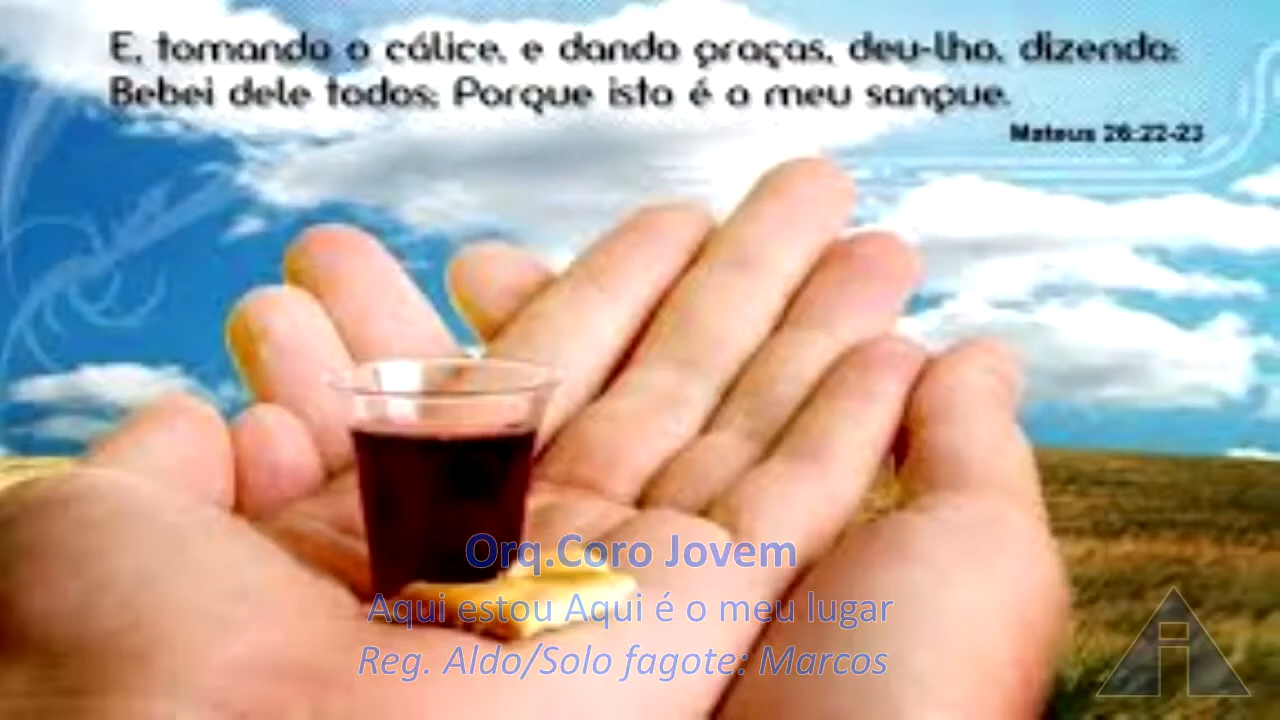 E, tomando o cálice, e dando graças, deu-lho, dizendo:
Bebei dele todos; Porque isto é o meu sangue.
Mateus 26:22-23
Orq.Coro Jovem
Aqui estou Aqui é o meu lugar
Reg. Aldo/Solo fagote: Marcos